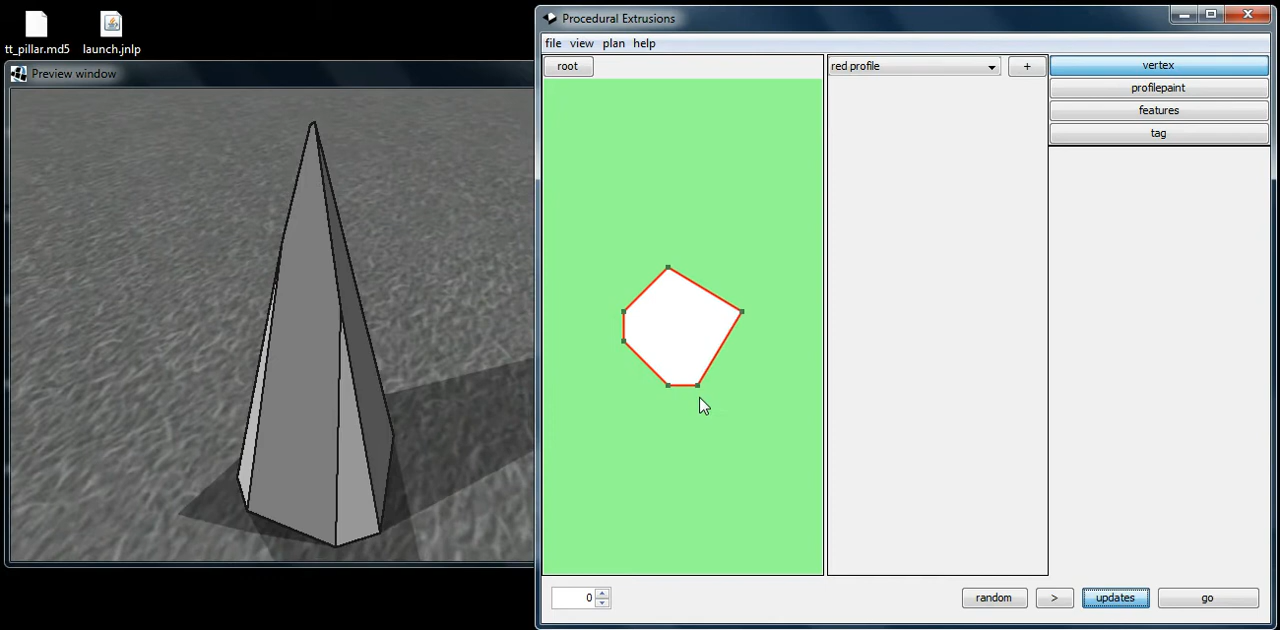 tt_pillar.md5
launch.jnlp
Preview window
Procedural Extrusions
file view plan help
root
red profile
+
vertex
profilepaint
features
tag
0
random
>
updates
go